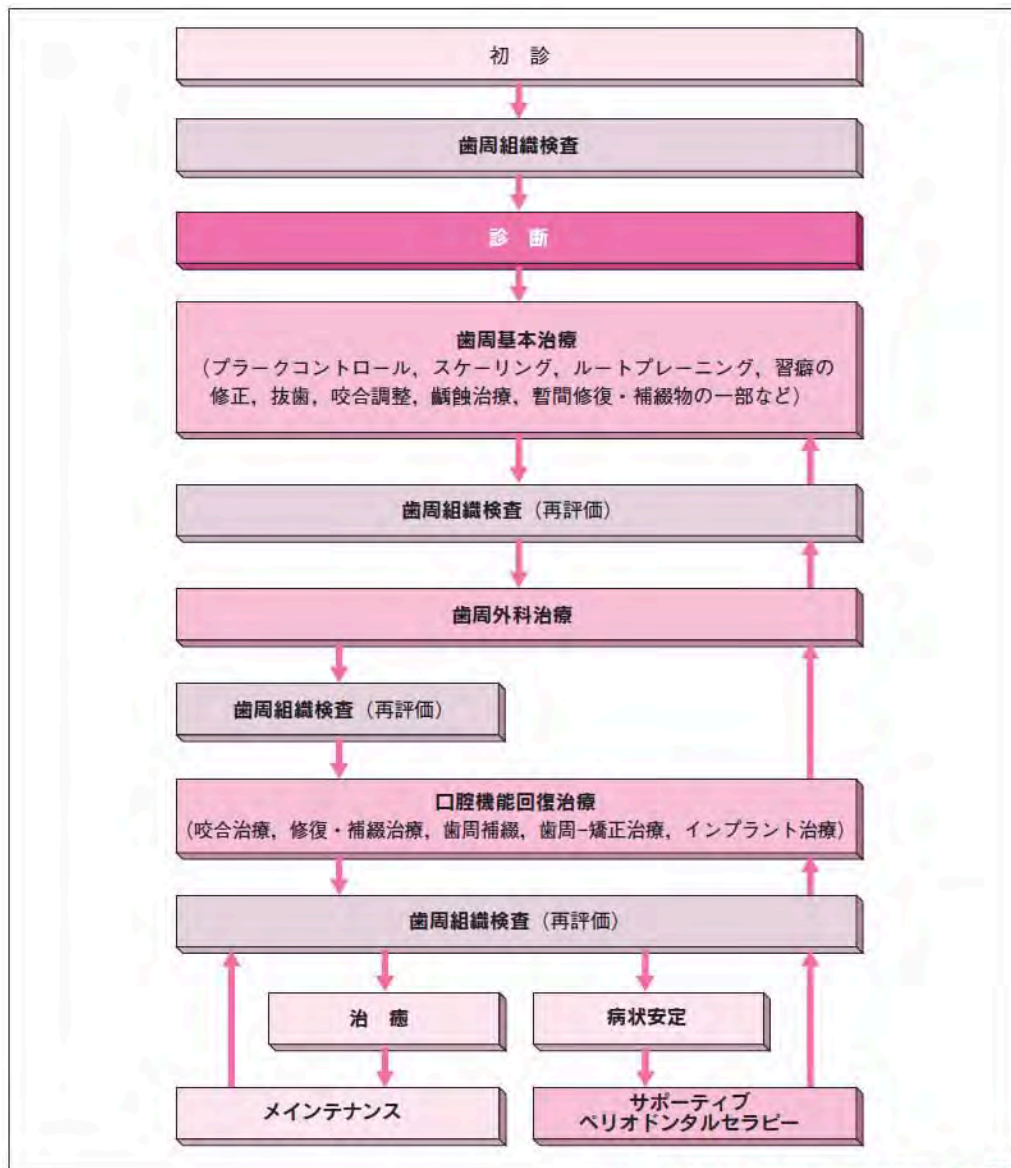 初 診
歯周組織検査
診 断
歯周基本治療
(プラークコントロール，スケーリング，ルートプレーニング，習癖の
修正，抜歯，咬合調整，齲蝕治療，暫間修復・補綴物の一部など)
歯周組織検査(再評価)
歯周外科治療
歯周組織検査(再評価)
口腔機能回復治療
(咬合治療，修復・補綴治療，歯周補綴，歯周-矯正治療，インプラント治療)
歯周組織検査(再評価)
治 癒
病状安定
メインテナンス
サポーティブ
ペリオドンタルセラピー